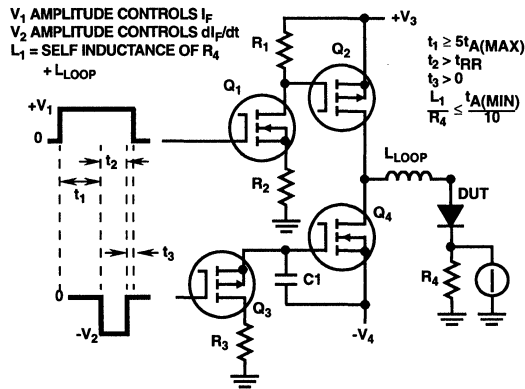 V1 AMPLITUDE CONTROLS IF
V2 AMPLITUDE CONTROLS dIF/dt
L1 = SELF INDUCTANCE OF R4
+ LLOOP
+V3
R1
Q2
t1 ≥ 5tA(MAX)
t2 > tRR
t3 > 0
L1/R4 ≤ tA(MIN)/10
+V1
0
Q1
t2
t1
R2
LLOOP
DUT
Q4
t3
C1
R4
0
-V2
Q3
R3
-V4